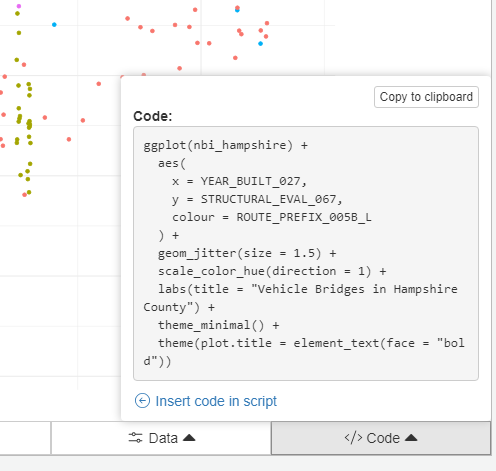 Copy to clipboard
Code:
ggplot(nbi_hampshire) +
  aes(
    x = YEAR_BUILT_027,
    y = STRUCTURAL_EVAL_067,
    colour = ROUTE_PREFIX_005B_L
  ) +
  geom_jitter(size = 1.5) +
  scale_color_hue(direction = 1) +
  labs(title = "Vehicle Bridges in Hampshire
County") +
  theme_minimal() +
  theme(plot.title = element_text(face = "bol
d"))
Insert code in script
Data
</> Code